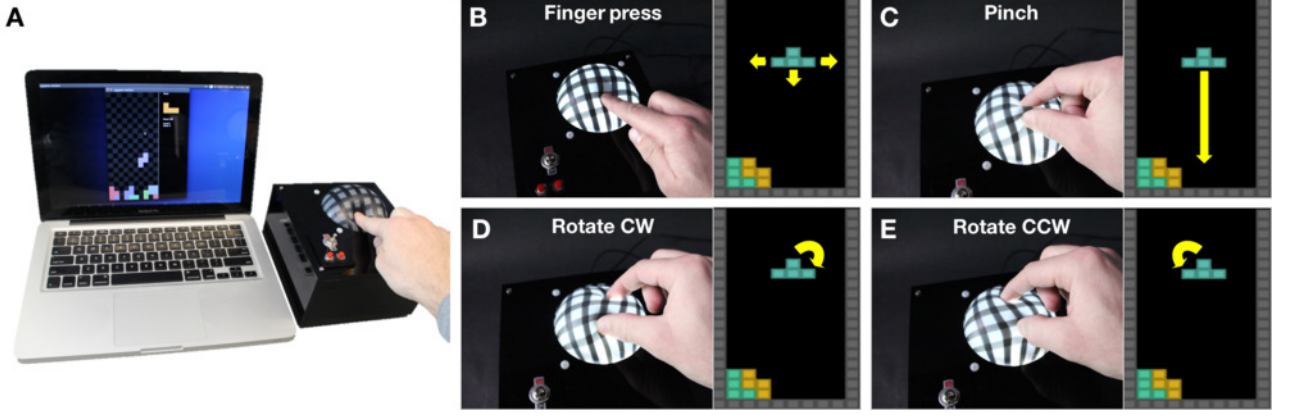 A
B
Finger press
C
Pinch
D
Rotate CW
E
Rotate CCW